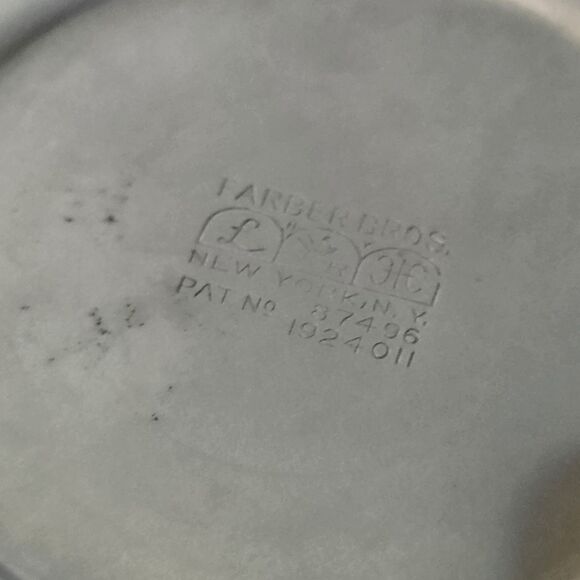 FARBER BROS.
NEW YORK, N.Y.
PAT Nº 87496
1924011